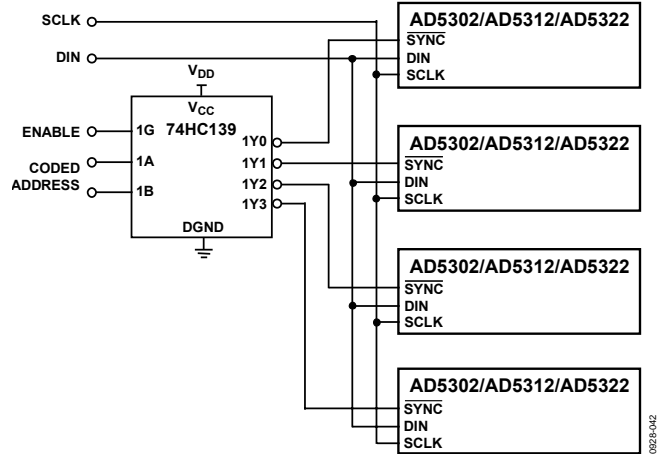 SCLK
DIN
ENABLE
CODED
ADDRESS
VDD
VCC
74HC139
1G
1A
1B
1Y0
1Y1
1Y2
1Y3
DGND
AD5302/AD5312/AD5322
SYNC
DIN
SCLK
AD5302/AD5312/AD5322
SYNC
DIN
SCLK
AD5302/AD5312/AD5322
SYNC
DIN
SCLK
AD5302/AD5312/AD5322
SYNC
DIN
SCLK
0928-042